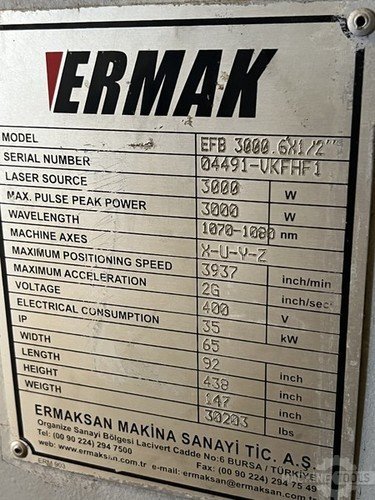 ERMAK
MODEL EFB 3000.6X1/2''
SERIAL NUMBER 04491-VKFHF1
LASER SOURCE 3000 W
MAX. PULSE PEAK POWER 3000 W
WAVELENGTH 1070-1080 nm
MACHINE AXES X-U-Y-Z
MAXIMUM POSITIONING SPEED 3937 inch/min
MAXIMUM ACCELERATION 2G inch/sec²
VOLTAGE 400 V
ELECTRICAL CONSUMPTION 35 kW
IP 65
WIDTH 92 inch
LENGTH 438 inch
HEIGHT 147 inch
WEIGTH 30203 lbs
ERMAKSAN MAKİNA SANAYİ TİC. A.Ş.
Organize Sanayi Bölgesi Lacivert Cadde No:6 BURSA / TÜRKİYE
Tel: (00 90 224) 294 7500 Fax: (00 90 224) 294 75 49
web: www.ermaksan.com.tr e-mail: ermaksan@ermaksan.com.tr
ERM 903